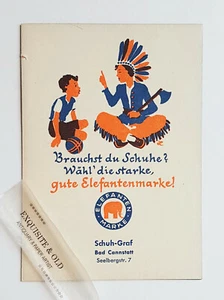 Brauchst du Schuhe?
Wähl' die starke,
gute Elefantenmarke!
ELEFANTEN
MARKE
Schuh-Graf
Bad Cannstatt
Seelbergstr. 7
EXQUISITE & OLD